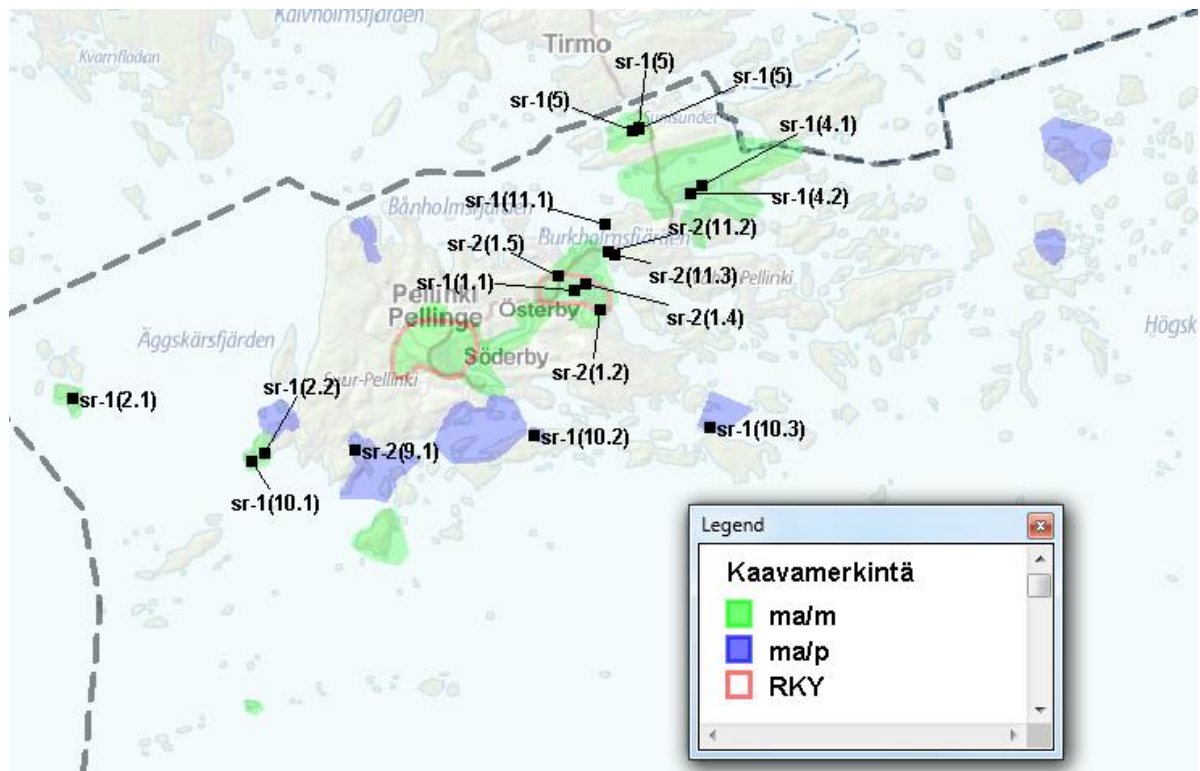 Kalvholmsfjärden
Kvarnfladan
Tirmo
sr-1(5)
sr-1(5)
sr-1(5)
Sundsundet
sr-1(4.1)
sr-1(4.2)
sr-1(11.1)
Bånholmsfjärden
Burkholmsfjärden
sr-2(11.2)
sr-2(1.5)
sr-2(11.3)
Pellinki
sr-1(1.1)
Pellinki
Pellinge
Österby
sr-2(1.4)
Högsk
Äggskärsfjärden
Söderby
sr-2(1.2)
Suur-Pellinki
sr-1(2.2)
sr-1(2.1)
sr-1(10.3)
sr-1(10.2)
sr-2(9.1)
sr-1(10.1)
Legend
Kaavamerkintä
ma/m
ma/p
RKY